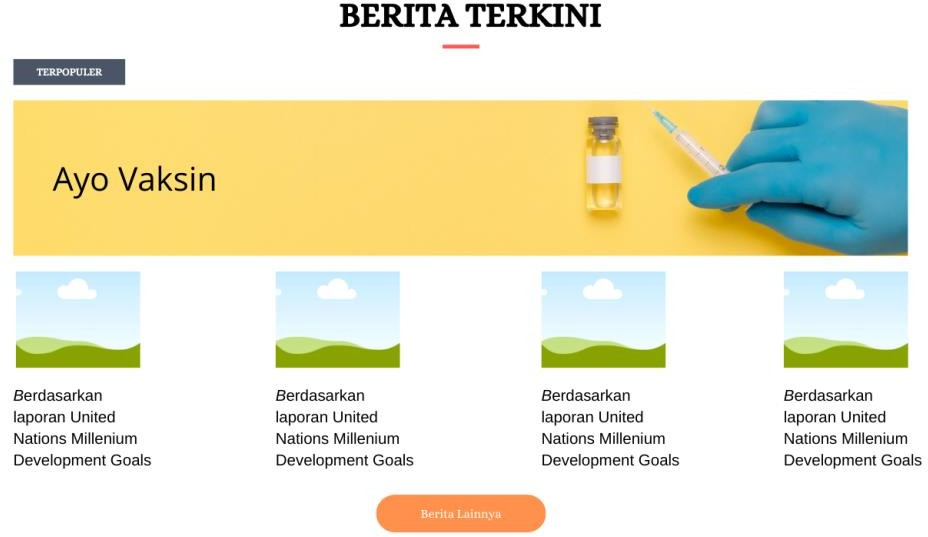 BERITA TERKINI
TERPOPULER
Ayo Vaksin
Berdasarkan
laporan United
Nations Millenium
Development Goals
Berdasarkan
laporan United
Nations Millenium
Development Goals
Berdasarkan
laporan United
Nations Millenium
Development Goals
Berdasarkan
laporan United
Nations Millenium
Development Goals
Berita Lainnya